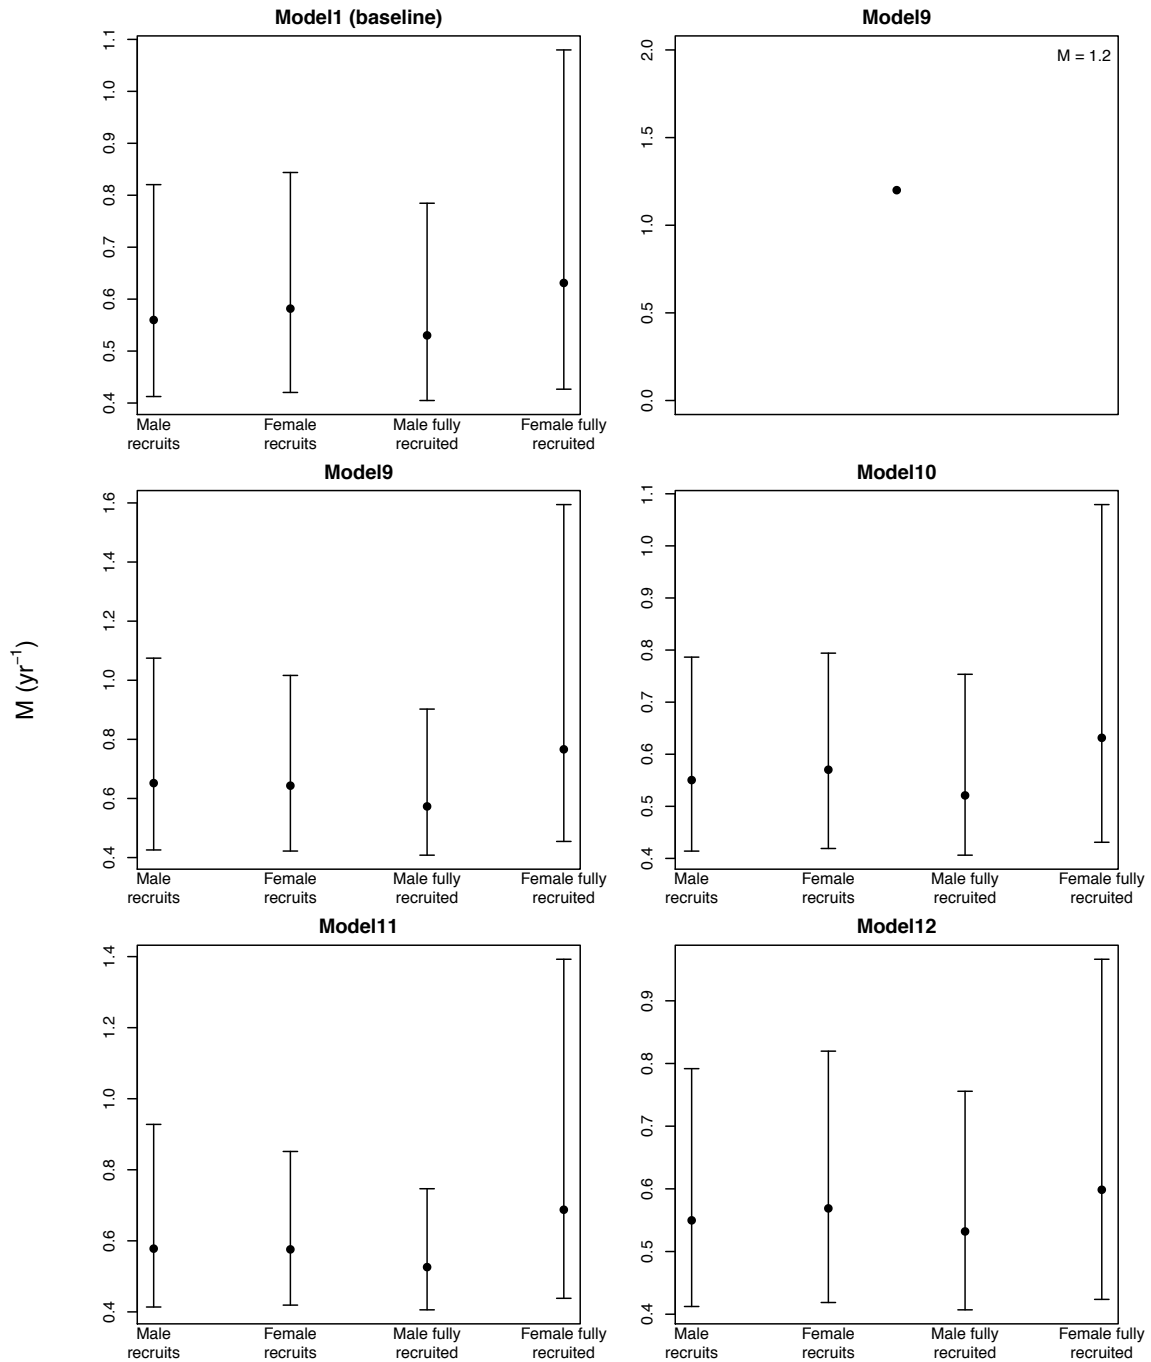 Model1 (baseline)
1.1
1.0
0.9
0.8
0.7
0.6
0.5
0.4
Male
recruits
Female
recruits
Male fully
recruited
Female fully
recruited
Model9
2.0
1.5
1.0
0.5
0.0
M = 1.2
M (yr⁻¹)
Model9
1.6
1.4
1.2
1.0
0.8
0.6
0.4
Male
recruits
Female
recruits
Male fully
recruited
Female fully
recruited
Model10
1.1
1.0
0.9
0.8
0.7
0.6
0.5
0.4
Male
recruits
Female
recruits
Male fully
recruited
Female fully
recruited
Model11
1.4
1.2
1.0
0.8
0.6
0.4
Male
recruits
Female
recruits
Male fully
recruited
Female fully
recruited
Model12
0.9
0.8
0.7
0.6
0.5
0.4
Male
recruits
Female
recruits
Male fully
recruited
Female fully
recruited